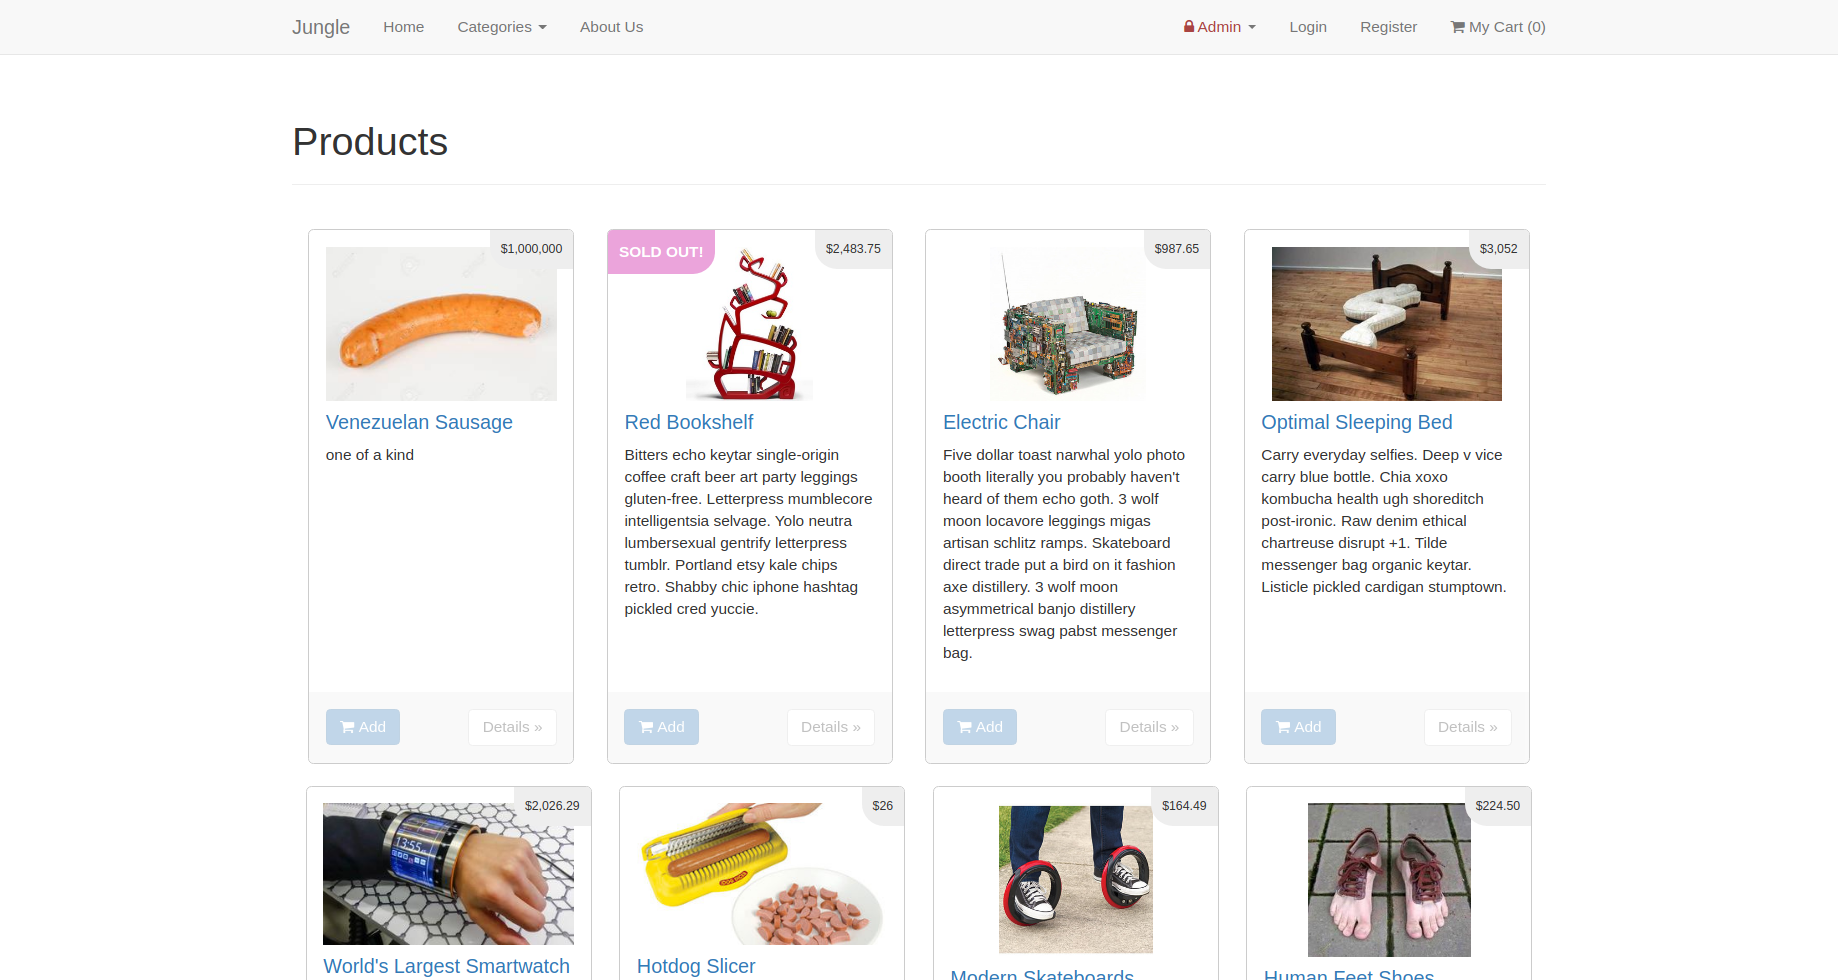 Jungle
Home
Categories
About Us
Admin
Login
Register
My Cart (0)
Products
$1,000,000
Venezuelan Sausage
one of a kind
Add
Details »
SOLD OUT!
$2,483.75
Red Bookshelf
Bitters echo keytar single-origin
coffee craft beer art party leggings
gluten-free. Letterpress mumblecore
intelligentsia selvage. Yolo neutra
lumbersexual gentrify letterpress
tumblr. Portland etsy kale chips
retro. Shabby chic iphone hashtag
pickled cred yuccie.
Add
Details »
$987.65
Electric Chair
Five dollar toast narwhal yolo photo
booth literally you probably haven't
heard of them echo goth. 3 wolf
moon locavore leggings migas
artisan schlitz ramps. Skateboard
direct trade put a bird on it fashion
axe distillery. 3 wolf moon
asymmetrical banjo distillery
letterpress swag pabst messenger
bag.
Add
Details »
$3,052
Optimal Sleeping Bed
Carry everyday selfies. Deep v vice
carry blue bottle. Chia xoxo
kombucha health ugh shoreditch
post-ironic. Raw denim ethical
chartreuse disrupt +1. Tilde
messenger bag organic keytar.
Listicle pickled cardigan stumptown.
Add
Details »
$2,026.29
13:55
World's Largest Smartwatch
$26
Hotdog Slicer
$164.49
Modern Skateboards
$224.50
Human Feet Shoes